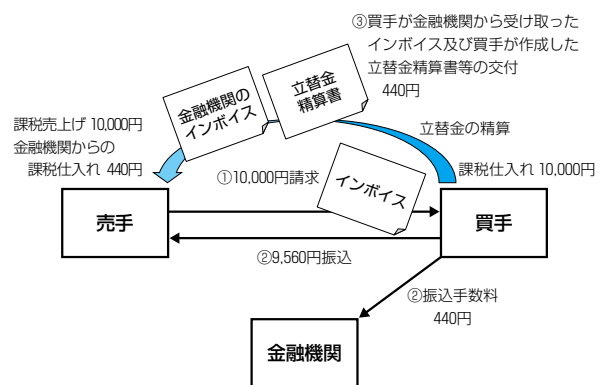 ③買手が金融機関から受け取った
インボイス及び買手が作成した
立替金精算書等の交付
440円
金融機関の
インボイス
立替金
精算書
課税売上げ 10,000円
金融機関からの
課税仕入れ 440円
立替金の精算
課税仕入れ 10,000円
①10,000円請求
インボイス
売手
買手
②9,560円振込
②振込手数料
440円
金融機関